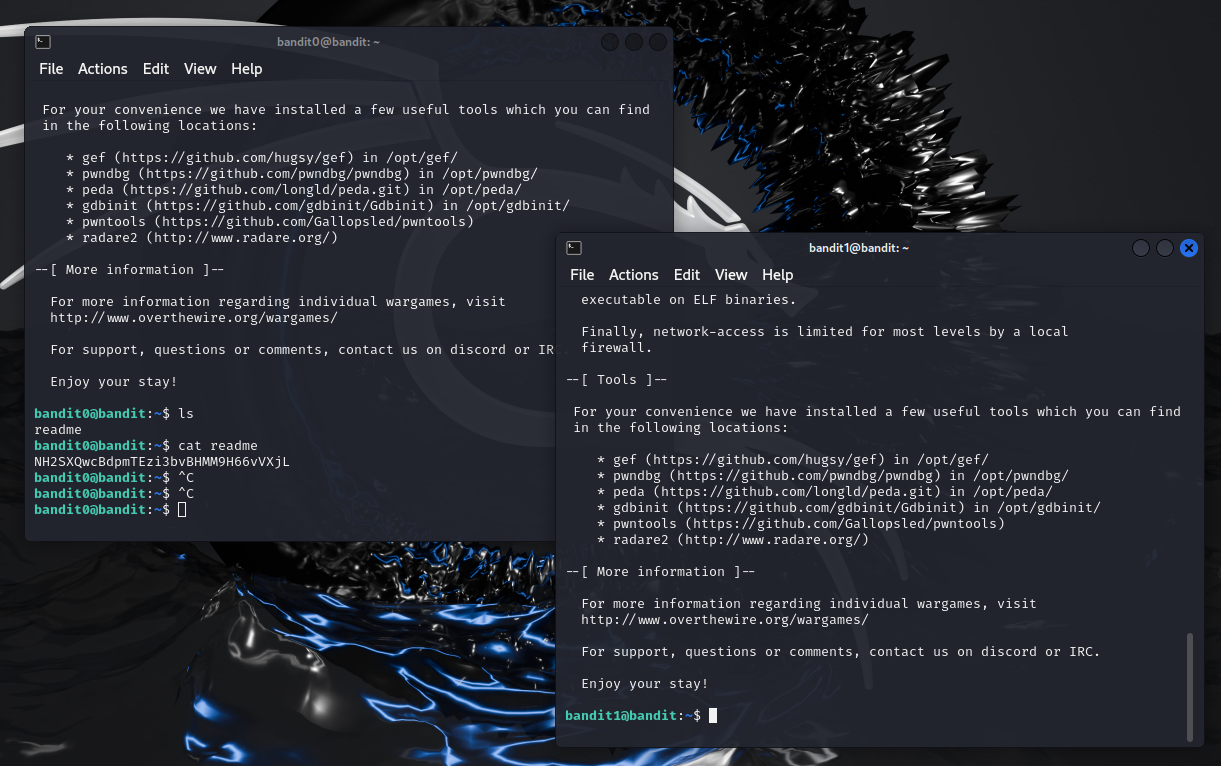 bandit0@bandit: ~
File Actions Edit View Help
For your convenience we have installed a few useful tools which you can find
in the following locations:
* gef (https://github.com/hugsy/gef) in /opt/gef/
* pwndbg (https://github.com/pwndbg/pwndbg) in /opt/pwndbg/
* peda (https://github.com/longld/peda.git) in /opt/peda/
* gdbinit (https://github.com/gdbinit/Gdbinit) in /opt/gdbinit/
* pwntools (https://github.com/Gallopsled/pwntools)
* radare2 (http://www.radare.org/)
--[ More information ]--
For more information regarding individual wargames, visit
http://www.overthewire.org/wargames/
For support, questions or comments, contact us on discord or IR
Enjoy your stay!
bandit0@bandit:~$ ls
readme
bandit0@bandit:~$ cat readme
NH2SXQwcBdpmTEzi3bvBHMM9H66vVXjL
bandit0@bandit:~$ ^C
bandit0@bandit:~$ ^C
bandit0@bandit:~$
bandit1@bandit: ~
File Actions Edit View Help
executable on ELF binaries.
Finally, network-access is limited for most levels by a local
firewall.
--[ Tools ]--
For your convenience we have installed a few useful tools which you can find
in the following locations:
* gef (https://github.com/hugsy/gef) in /opt/gef/
* pwndbg (https://github.com/pwndbg/pwndbg) in /opt/pwndbg/
* peda (https://github.com/longld/peda.git) in /opt/peda/
* gdbinit (https://github.com/gdbinit/Gdbinit) in /opt/gdbinit/
* pwntools (https://github.com/Gallopsled/pwntools)
* radare2 (http://www.radare.org/)
--[ More information ]--
For more information regarding individual wargames, visit
http://www.overthewire.org/wargames/
For support, questions or comments, contact us on discord or IRC.
Enjoy your stay!
bandit1@bandit:~$